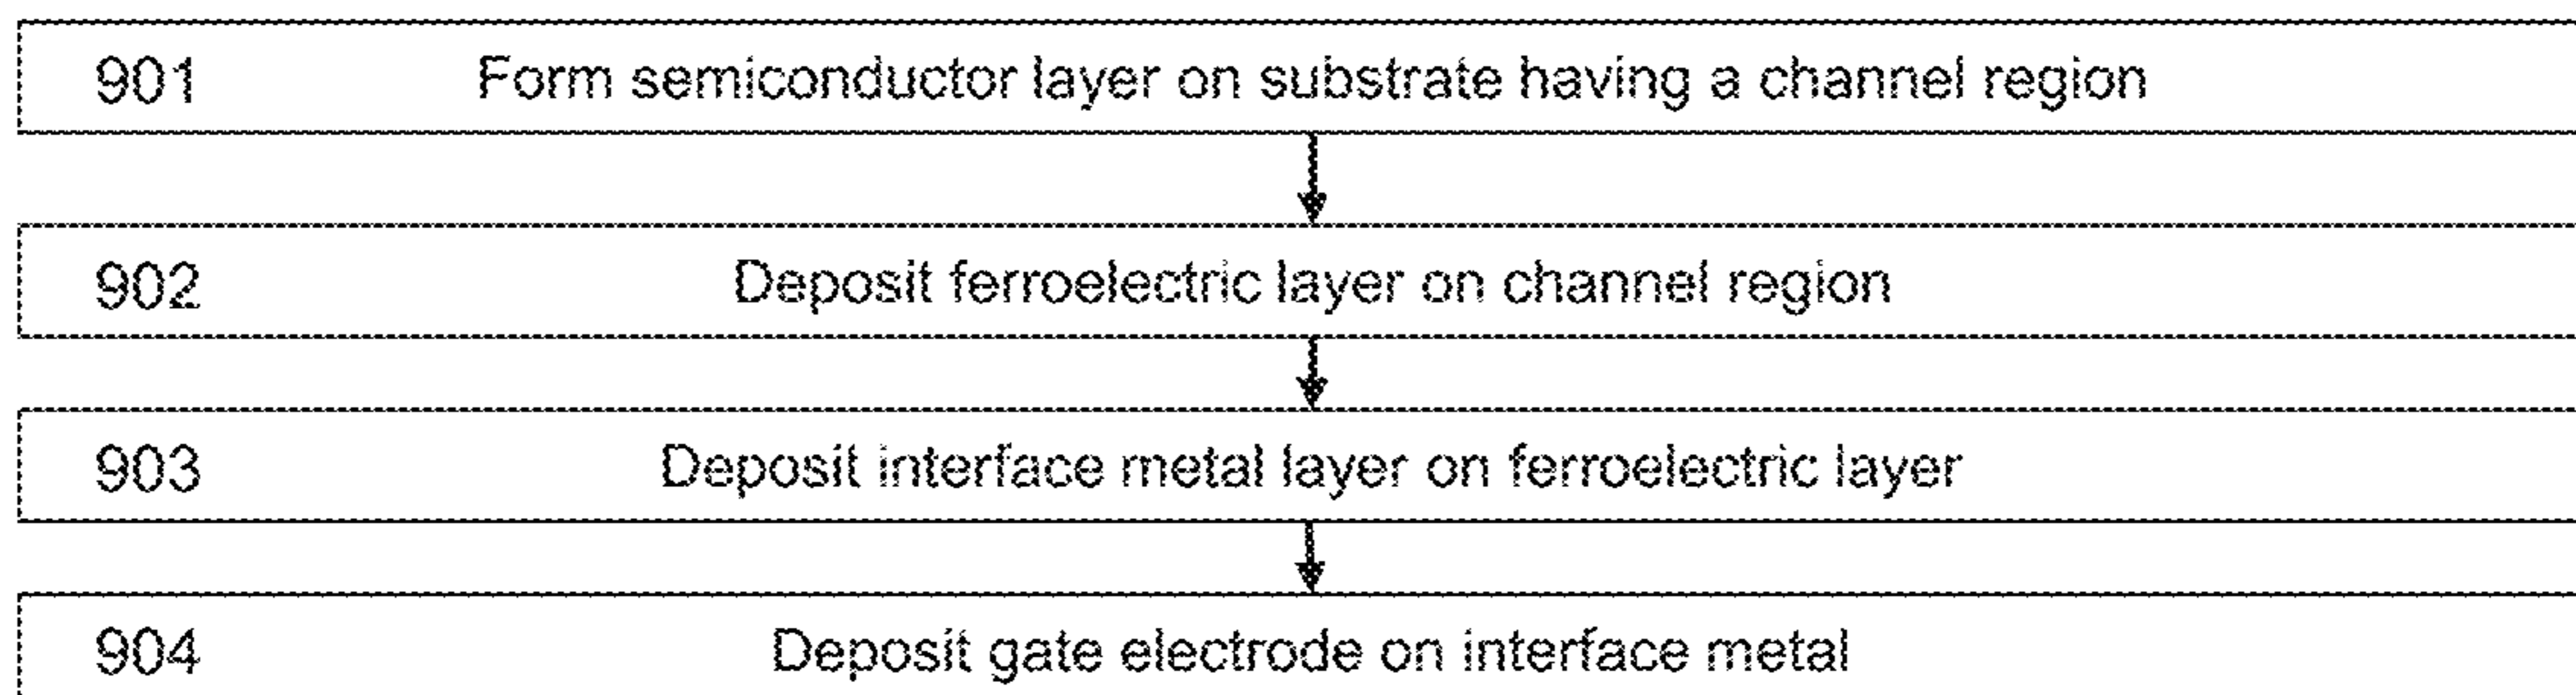 901 Form semiconductor layer on substrate having a channel region
902 Deposit ferroelectric layer on channel region
903 Deposit interface metal layer on ferroelectric layer
904 Deposit gate electrode on interface metal